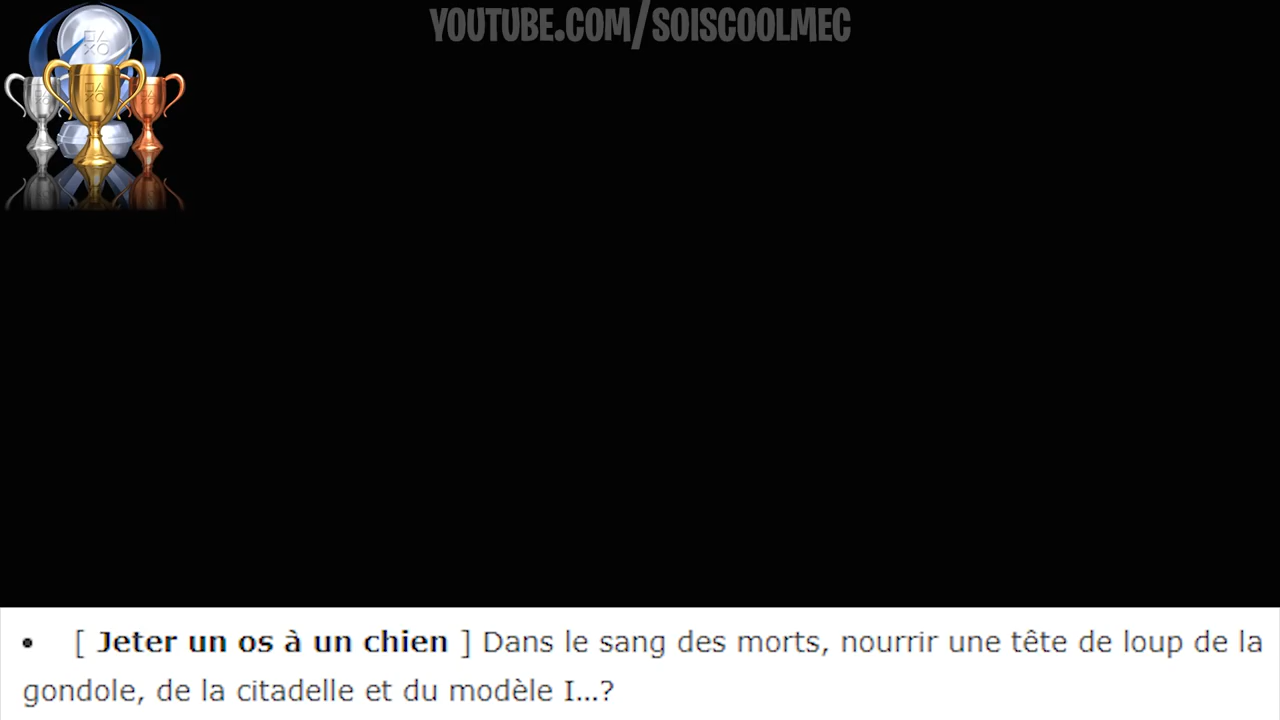 YOUTUBE.COM/SOISCOOLMEC
• [ Jeter un os à un chien ] Dans le sang des morts, nourrir une tête de loup de la
gondole, de la citadelle et du modèle I...?